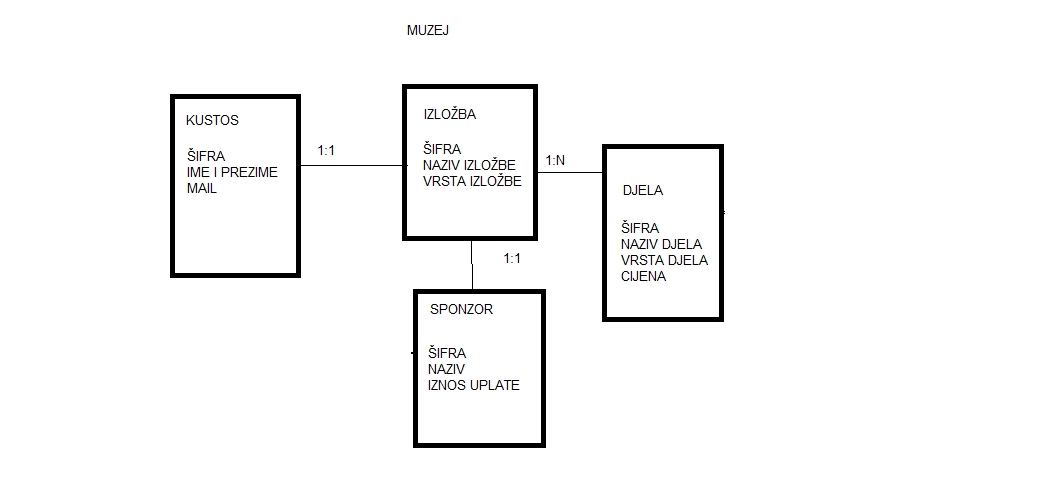 MUZEJ
KUSTOS
ŠIFRA
IME I PREZIME
MAIL
1:1
IZLOŽBA
ŠIFRA
NAZIV IZLOŽBE
VRSTA IZLOŽBE
1:N
DJELA
ŠIFRA
NAZIV DJELA
VRSTA DJELA
CIJENA
1:1
SPONZOR
ŠIFRA
NAZIV
IZNOS UPLATE